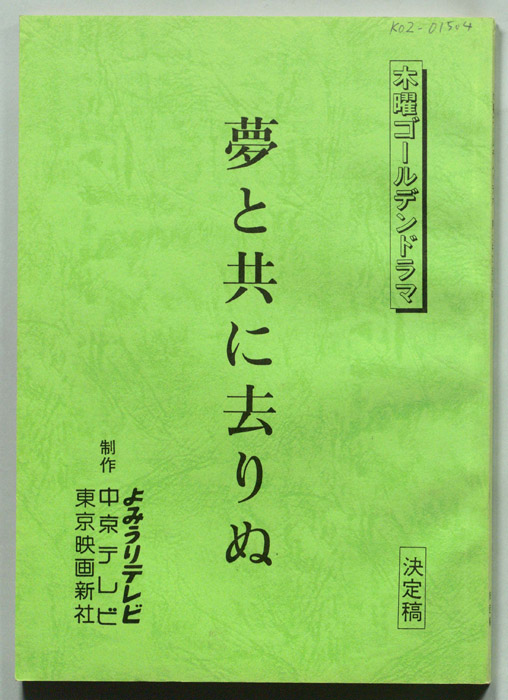 K02-01504
木曜ゴールデンドラマ
夢と共に去りぬ
決定稿
制作
よみうりテレビ
中京テレビ
東京映画新社